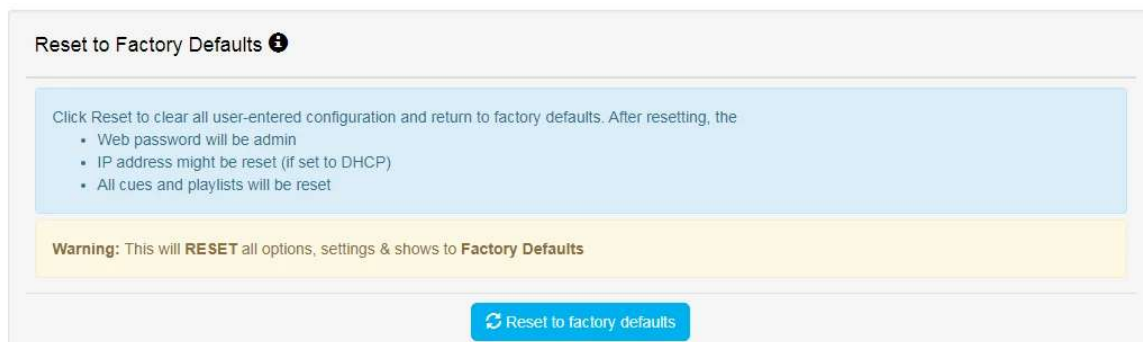 Reset to Factory Defaults
Click Reset to clear all user-entered configuration and return to factory defaults. After resetting, the
• Web password will be admin
• IP address might be reset (if set to DHCP)
• All cues and playlists will be reset
Warning: This will RESET all options, settings & shows to Factory Defaults
Reset to factory defaults